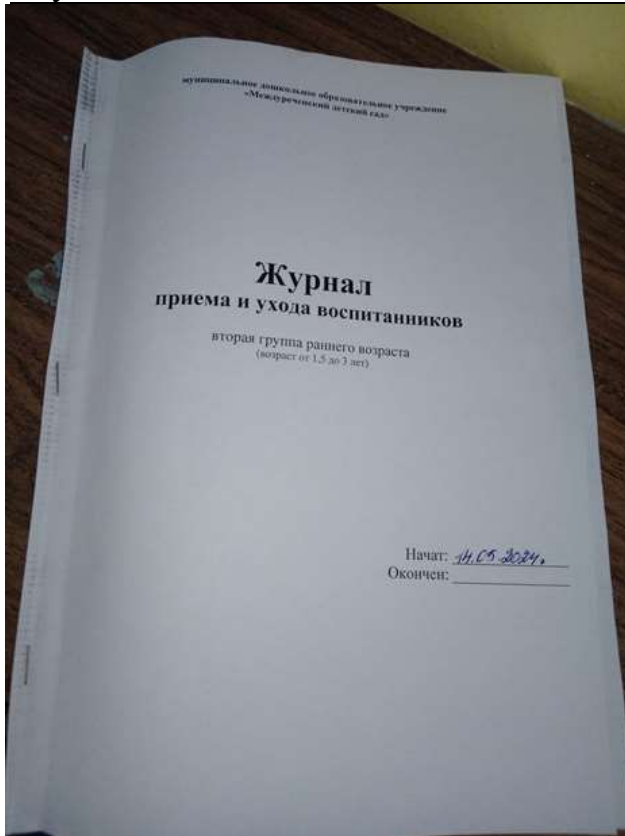 муниципальное дошкольное образовательное учреждение
«Междуреченский детский сад»
Журнал
приема и ухода воспитанников
вторая группа раннего возраста
(возраст от 1,5 до 3 лет)
Начат: 14.05.2024.
Окончен: